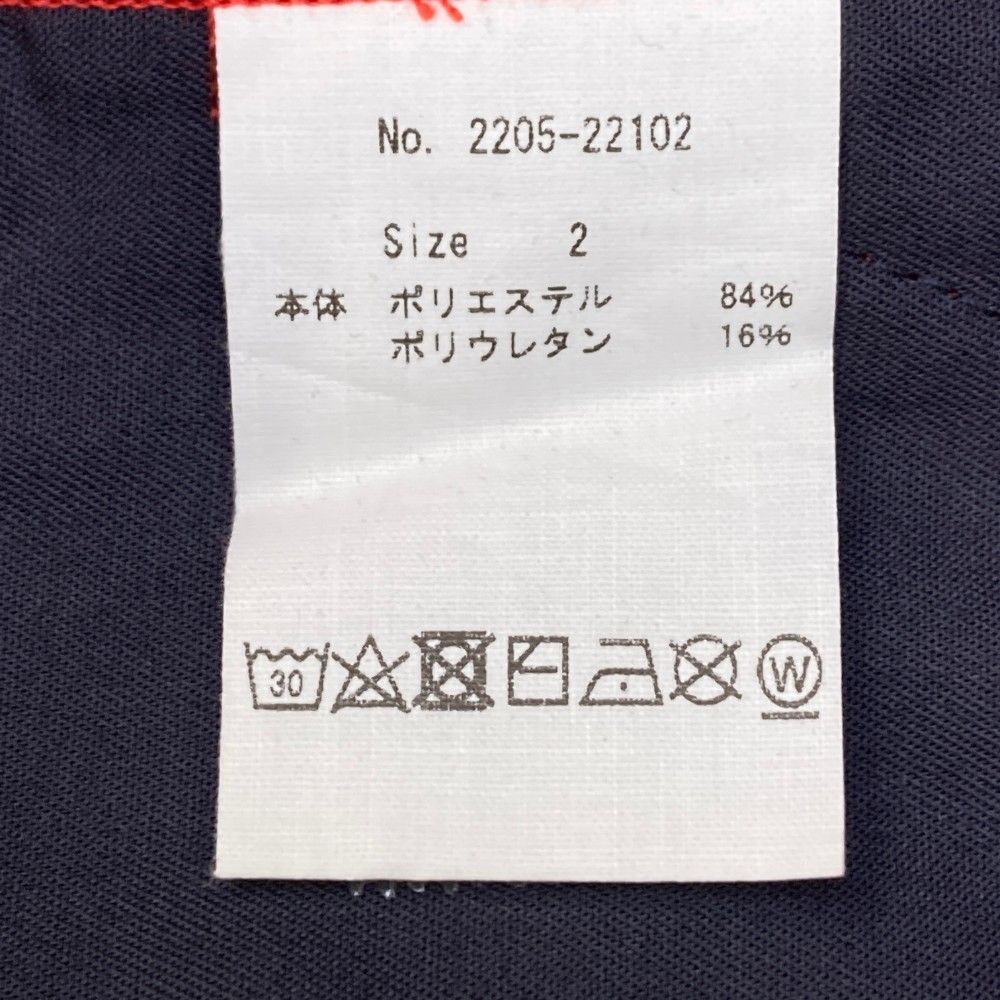 No. 2205-22102
Size 2
本体 ポリエステル 84%
ポリウレタン 16%
30 W